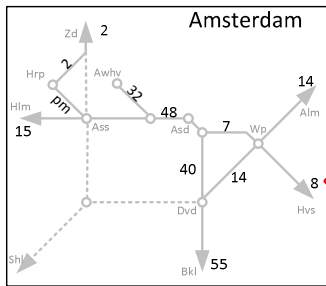 Amsterdam
Zd 2
Hrp 2 Awhv 14
32 Alm
Hlm pm 48
15 Ass Asd 7 Wp
40 14 8
Hvs
Dvd
Shl Bkl 55